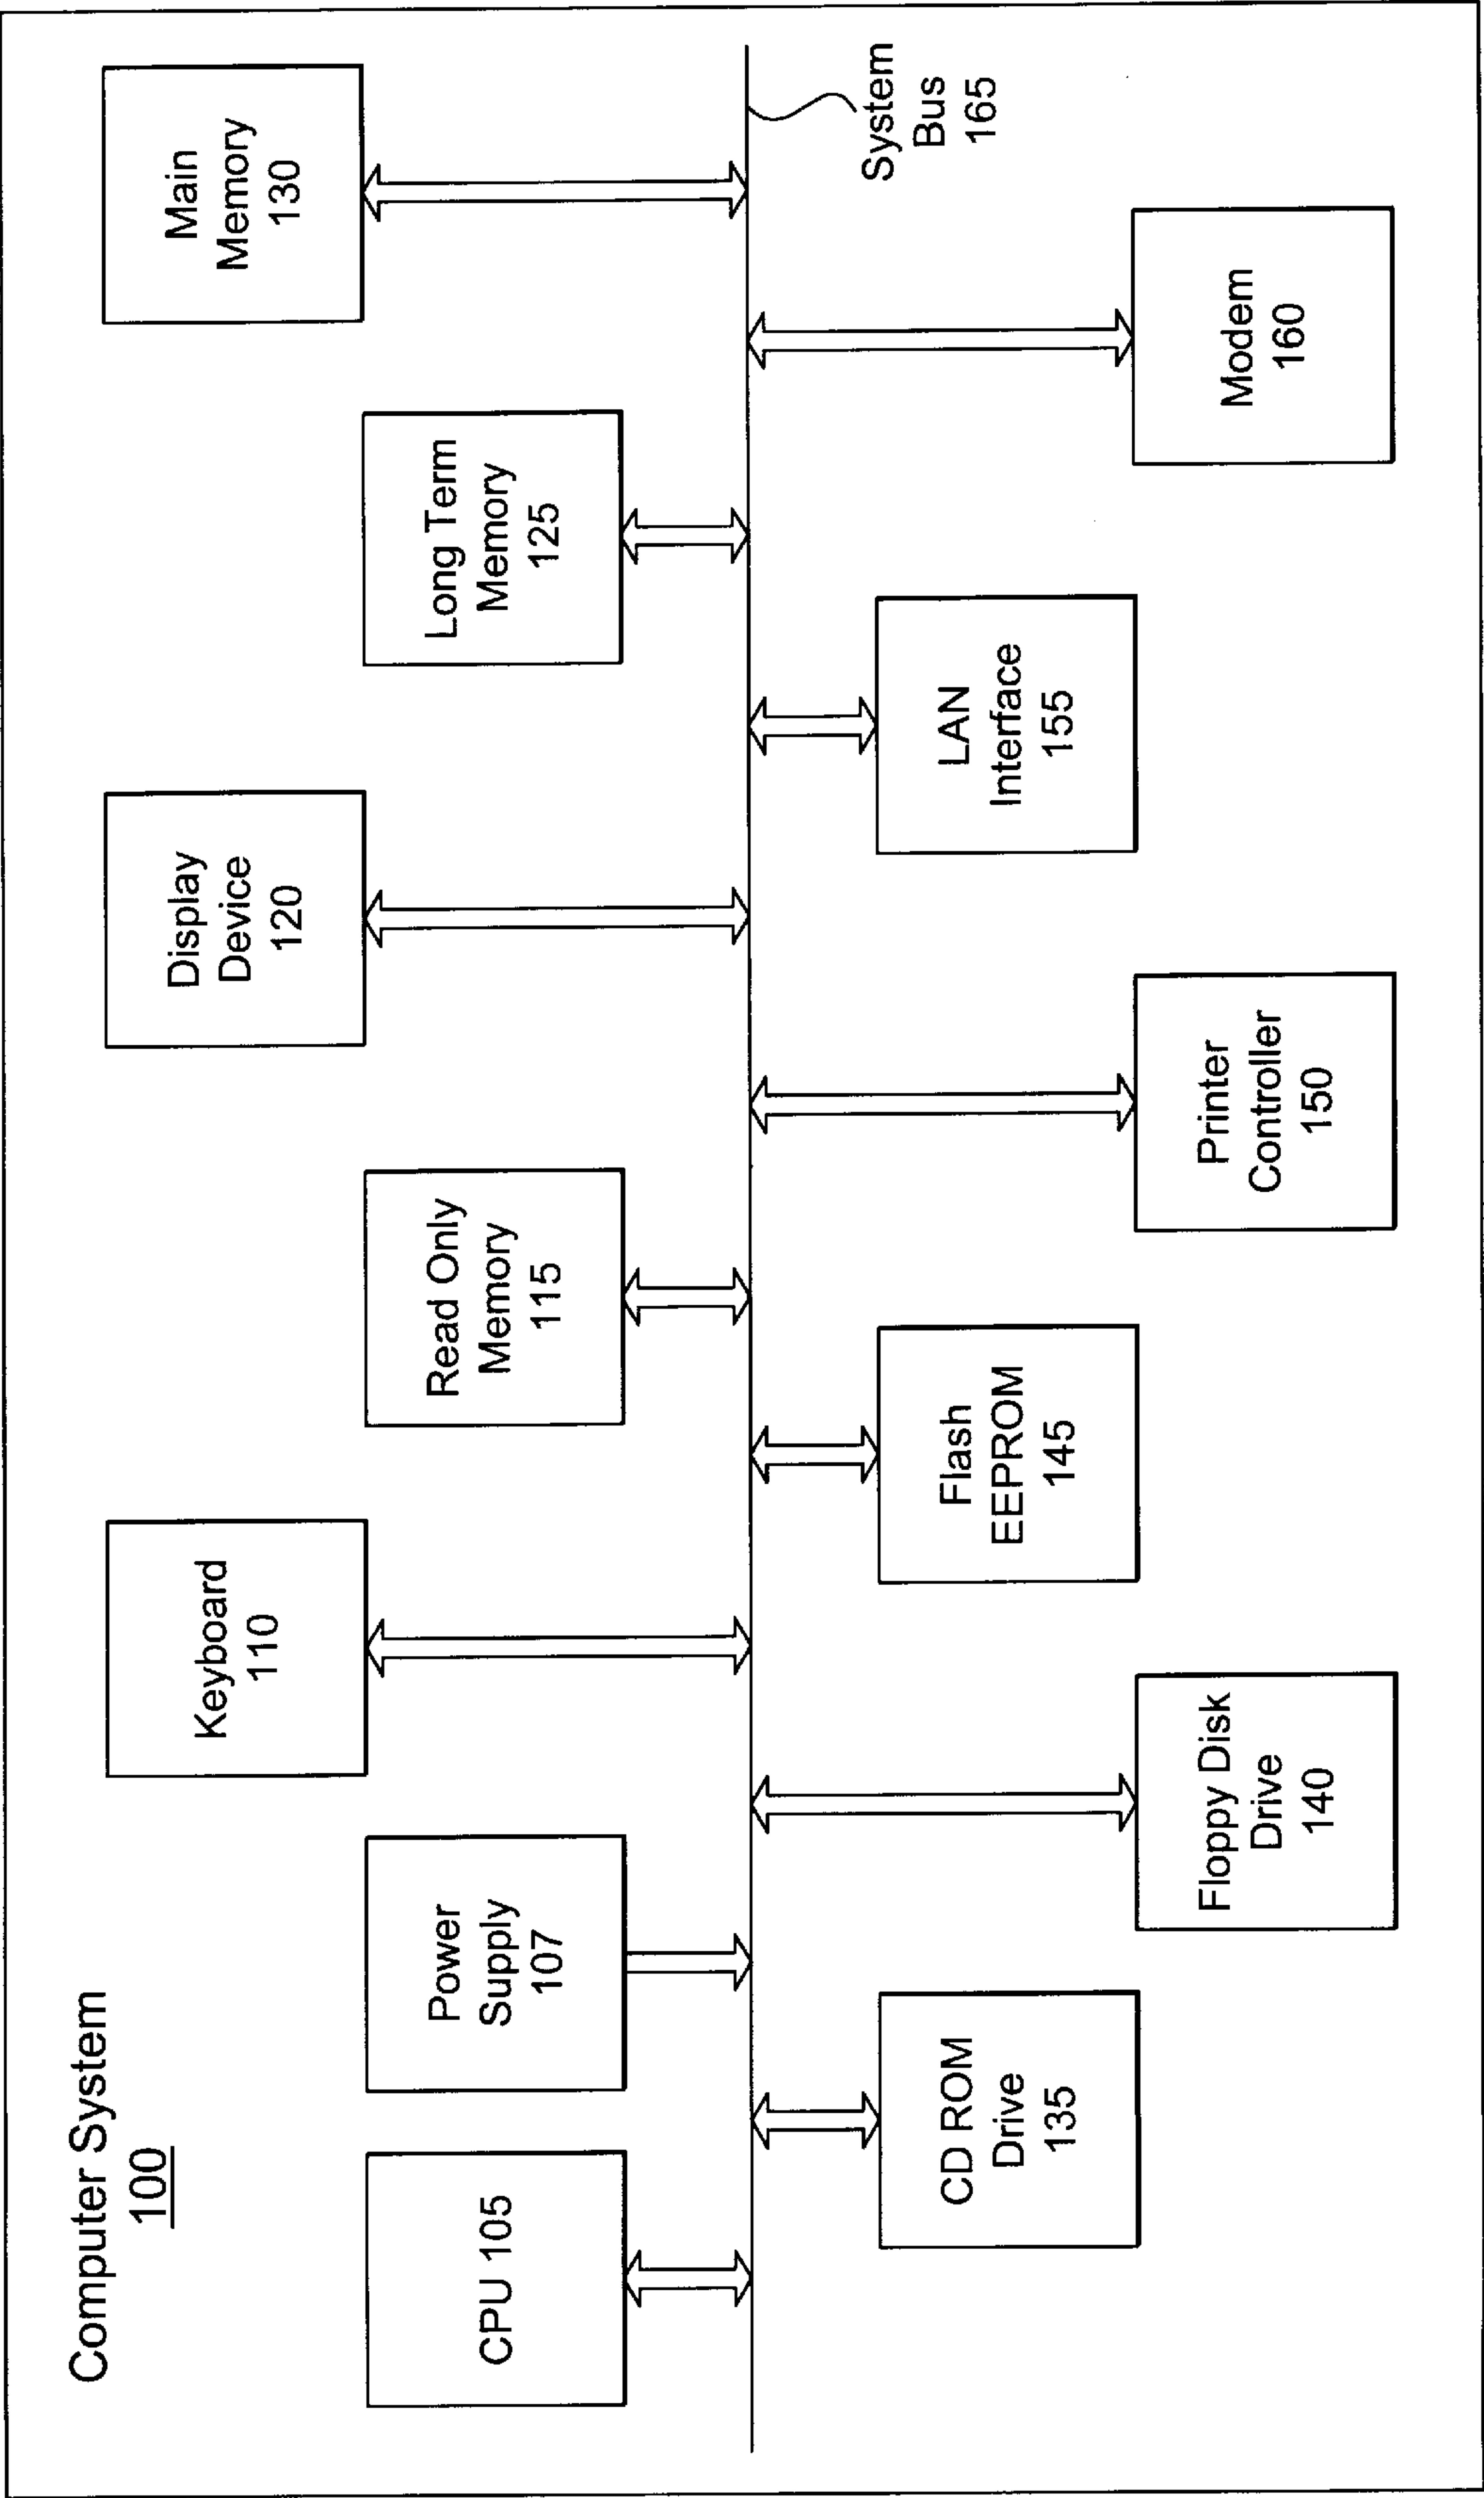 Computer System
100
CPU 105
Power
Supply
107
Keyboard
110
Read Only
Memory
115
Display
Device
120
Long Term
Memory
125
Main
Memory
130
System
Bus
165
CD ROM
Drive
135
Floppy Disk
Drive
140
Flash
EEPROM
145
Printer
Controller
150
LAN
Interface
155
Modem
160